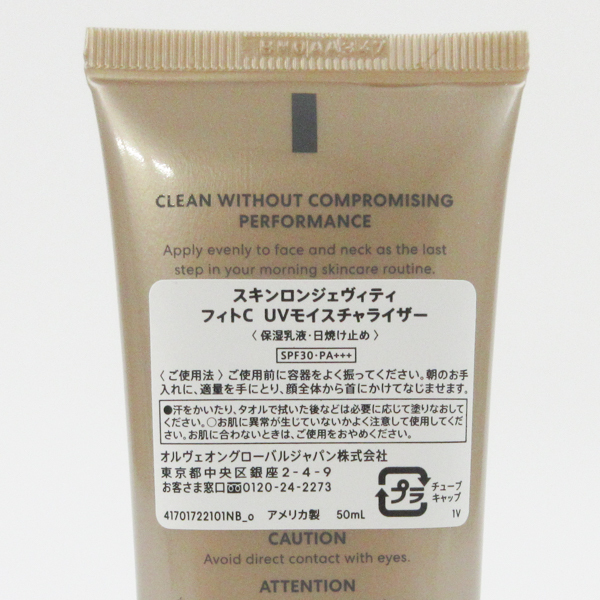 CLEAN WITHOUT COMPROMISING
PERFORMANCE
Apply evenly to face and neck as the last
step in your morning skincare routine.
スキンロンジェヴィティ
フィトC UVモイスチャライザー
〈 保湿乳液・日焼け止め 〉
SPF30・PA+++
〈 ご使用法 〉ご使用前に容器をよく振ってください。朝のお手
入れに、適量を手にとり、顔全体から首にかけてなじませます。
●汗をかいたり、タオルで拭いた後などは必要に応じて塗りなおして
ください。○お肌に異常が生じていないかよく注意して使用してくだ
さい。お肌に合わないときは、ご使用をおやめください。
オルヴェオングローバルジャパン株式会社
東京都中央区銀座2-4-9
お客さま窓口 0120-24-2273
プラ
チューブ
キャップ
41701722101NB_o アメリカ製 50mL 1V
CAUTION
Avoid direct contact with eyes.
ATTENTION